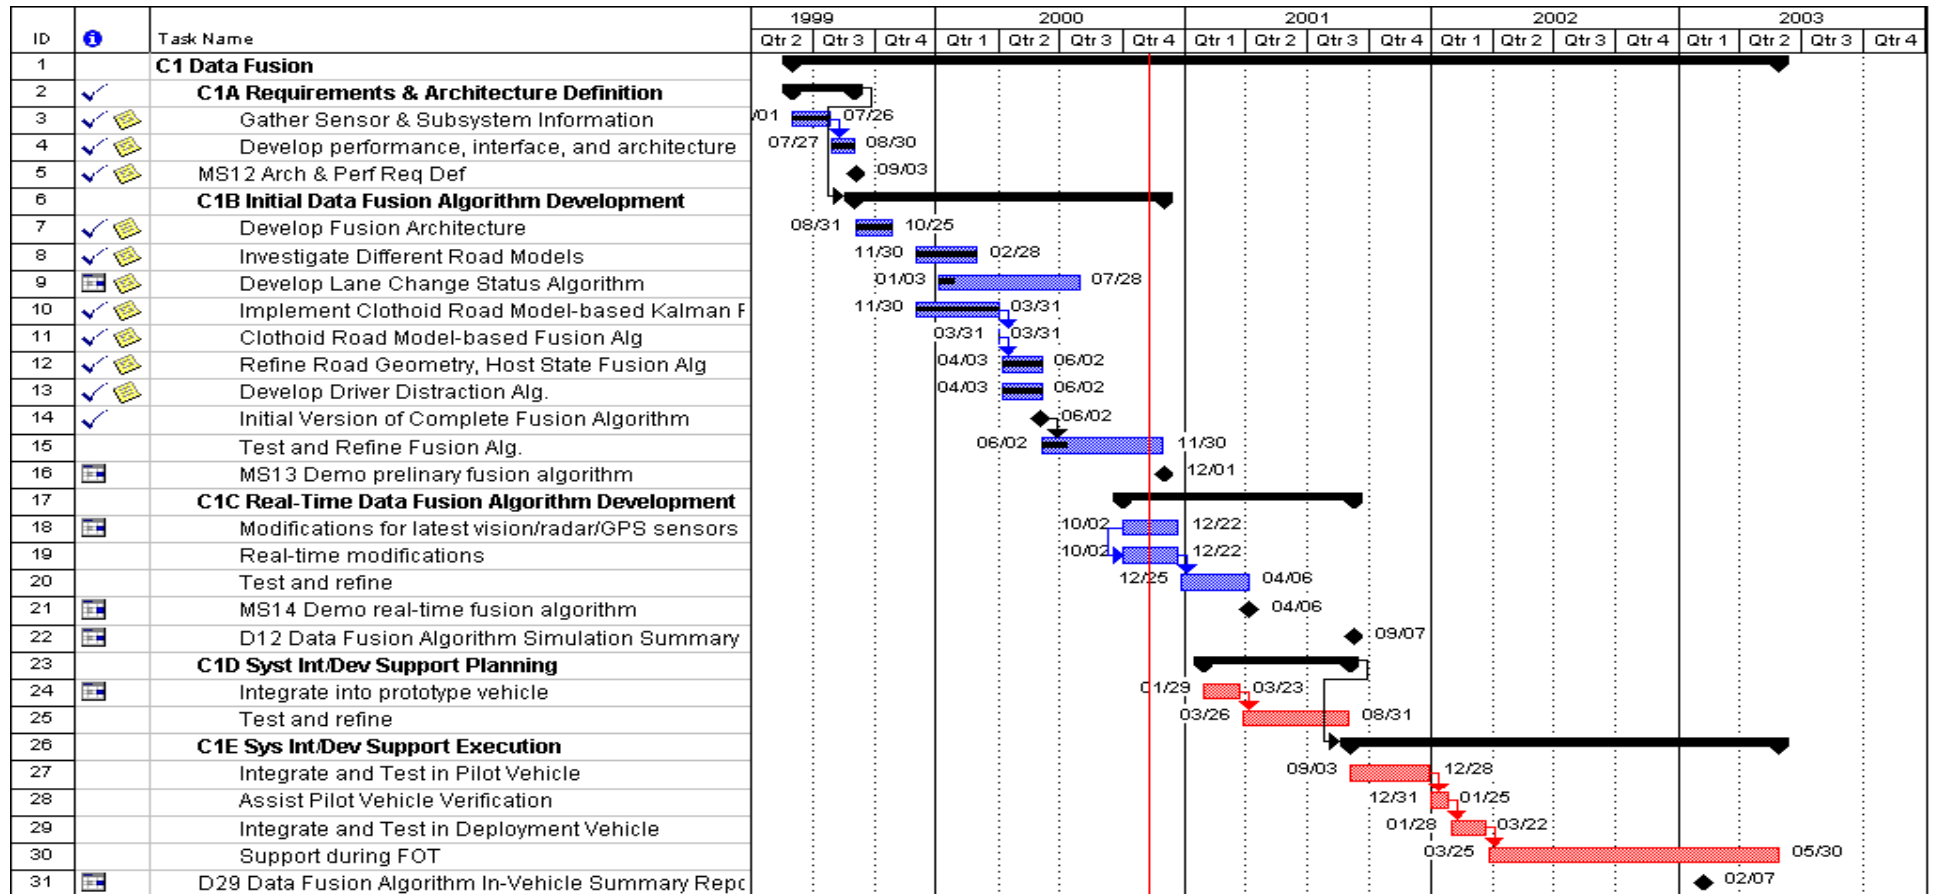 1999 2000 2001 2002 2003
ID Task Name Qtr 2 Qtr 3 Qtr 4 Qtr 1 Qtr 2 Qtr 3 Qtr 4 Qtr 1 Qtr 2 Qtr 3 Qtr 4 Qtr 1 Qtr 2 Qtr 3 Qtr 4 Qtr 1 Qtr 2 Qtr 3 Qtr 4
1 C1 Data Fusion
2 C1A Requirements & Architecture Definition
3 Gather Sensor & Subsystem Information /01 07/26
4 Develop performance, interface, and architecture 07/27 08/30
5 MS12 Arch & Perf Req Def 09/03
6 C1B Initial Data Fusion Algorithm Development
7 Develop Fusion Architecture 08/31 10/25
8 Investigate Different Road Models 11/30 02/28
9 Develop Lane Change Status Algorithm 01/03 07/28
10 Implement Clothoid Road Model-based Kalman F 11/30 03/31
11 Clothoid Road Model-based Fusion Alg 03/31 03/31
12 Refine Road Geometry, Host State Fusion Alg 04/03 06/02
13 Develop Driver Distraction Alg. 04/03 06/02
14 Initial Version of Complete Fusion Algorithm 06/02
15 Test and Refine Fusion Alg. 06/02 11/30
16 MS13 Demo prelinary fusion algorithm 12/01
17 C1C Real-Time Data Fusion Algorithm Development
18 Modifications for latest vision/radar/GPS sensors 10/02 12/22
19 Real-time modifications 10/02 12/22
20 Test and refine 12/25 04/06
21 MS14 Demo real-time fusion algorithm 04/06
22 D12 Data Fusion Algorithm Simulation Summary 09/07
23 C1D Syst Int/Dev Support Planning
24 Integrate into prototype vehicle 01/29 03/23
25 Test and refine 03/26 08/31
26 C1E Sys Int/Dev Support Execution
27 Integrate and Test in Pilot Vehicle 09/03 12/28
28 Assist Pilot Vehicle Verification 12/31 01/25
29 Integrate and Test in Deployment Vehicle 01/28 03/22
30 Support during FOT 03/25 05/30
31 D29 Data Fusion Algorithm In-Vehicle Summary Repo 02/07